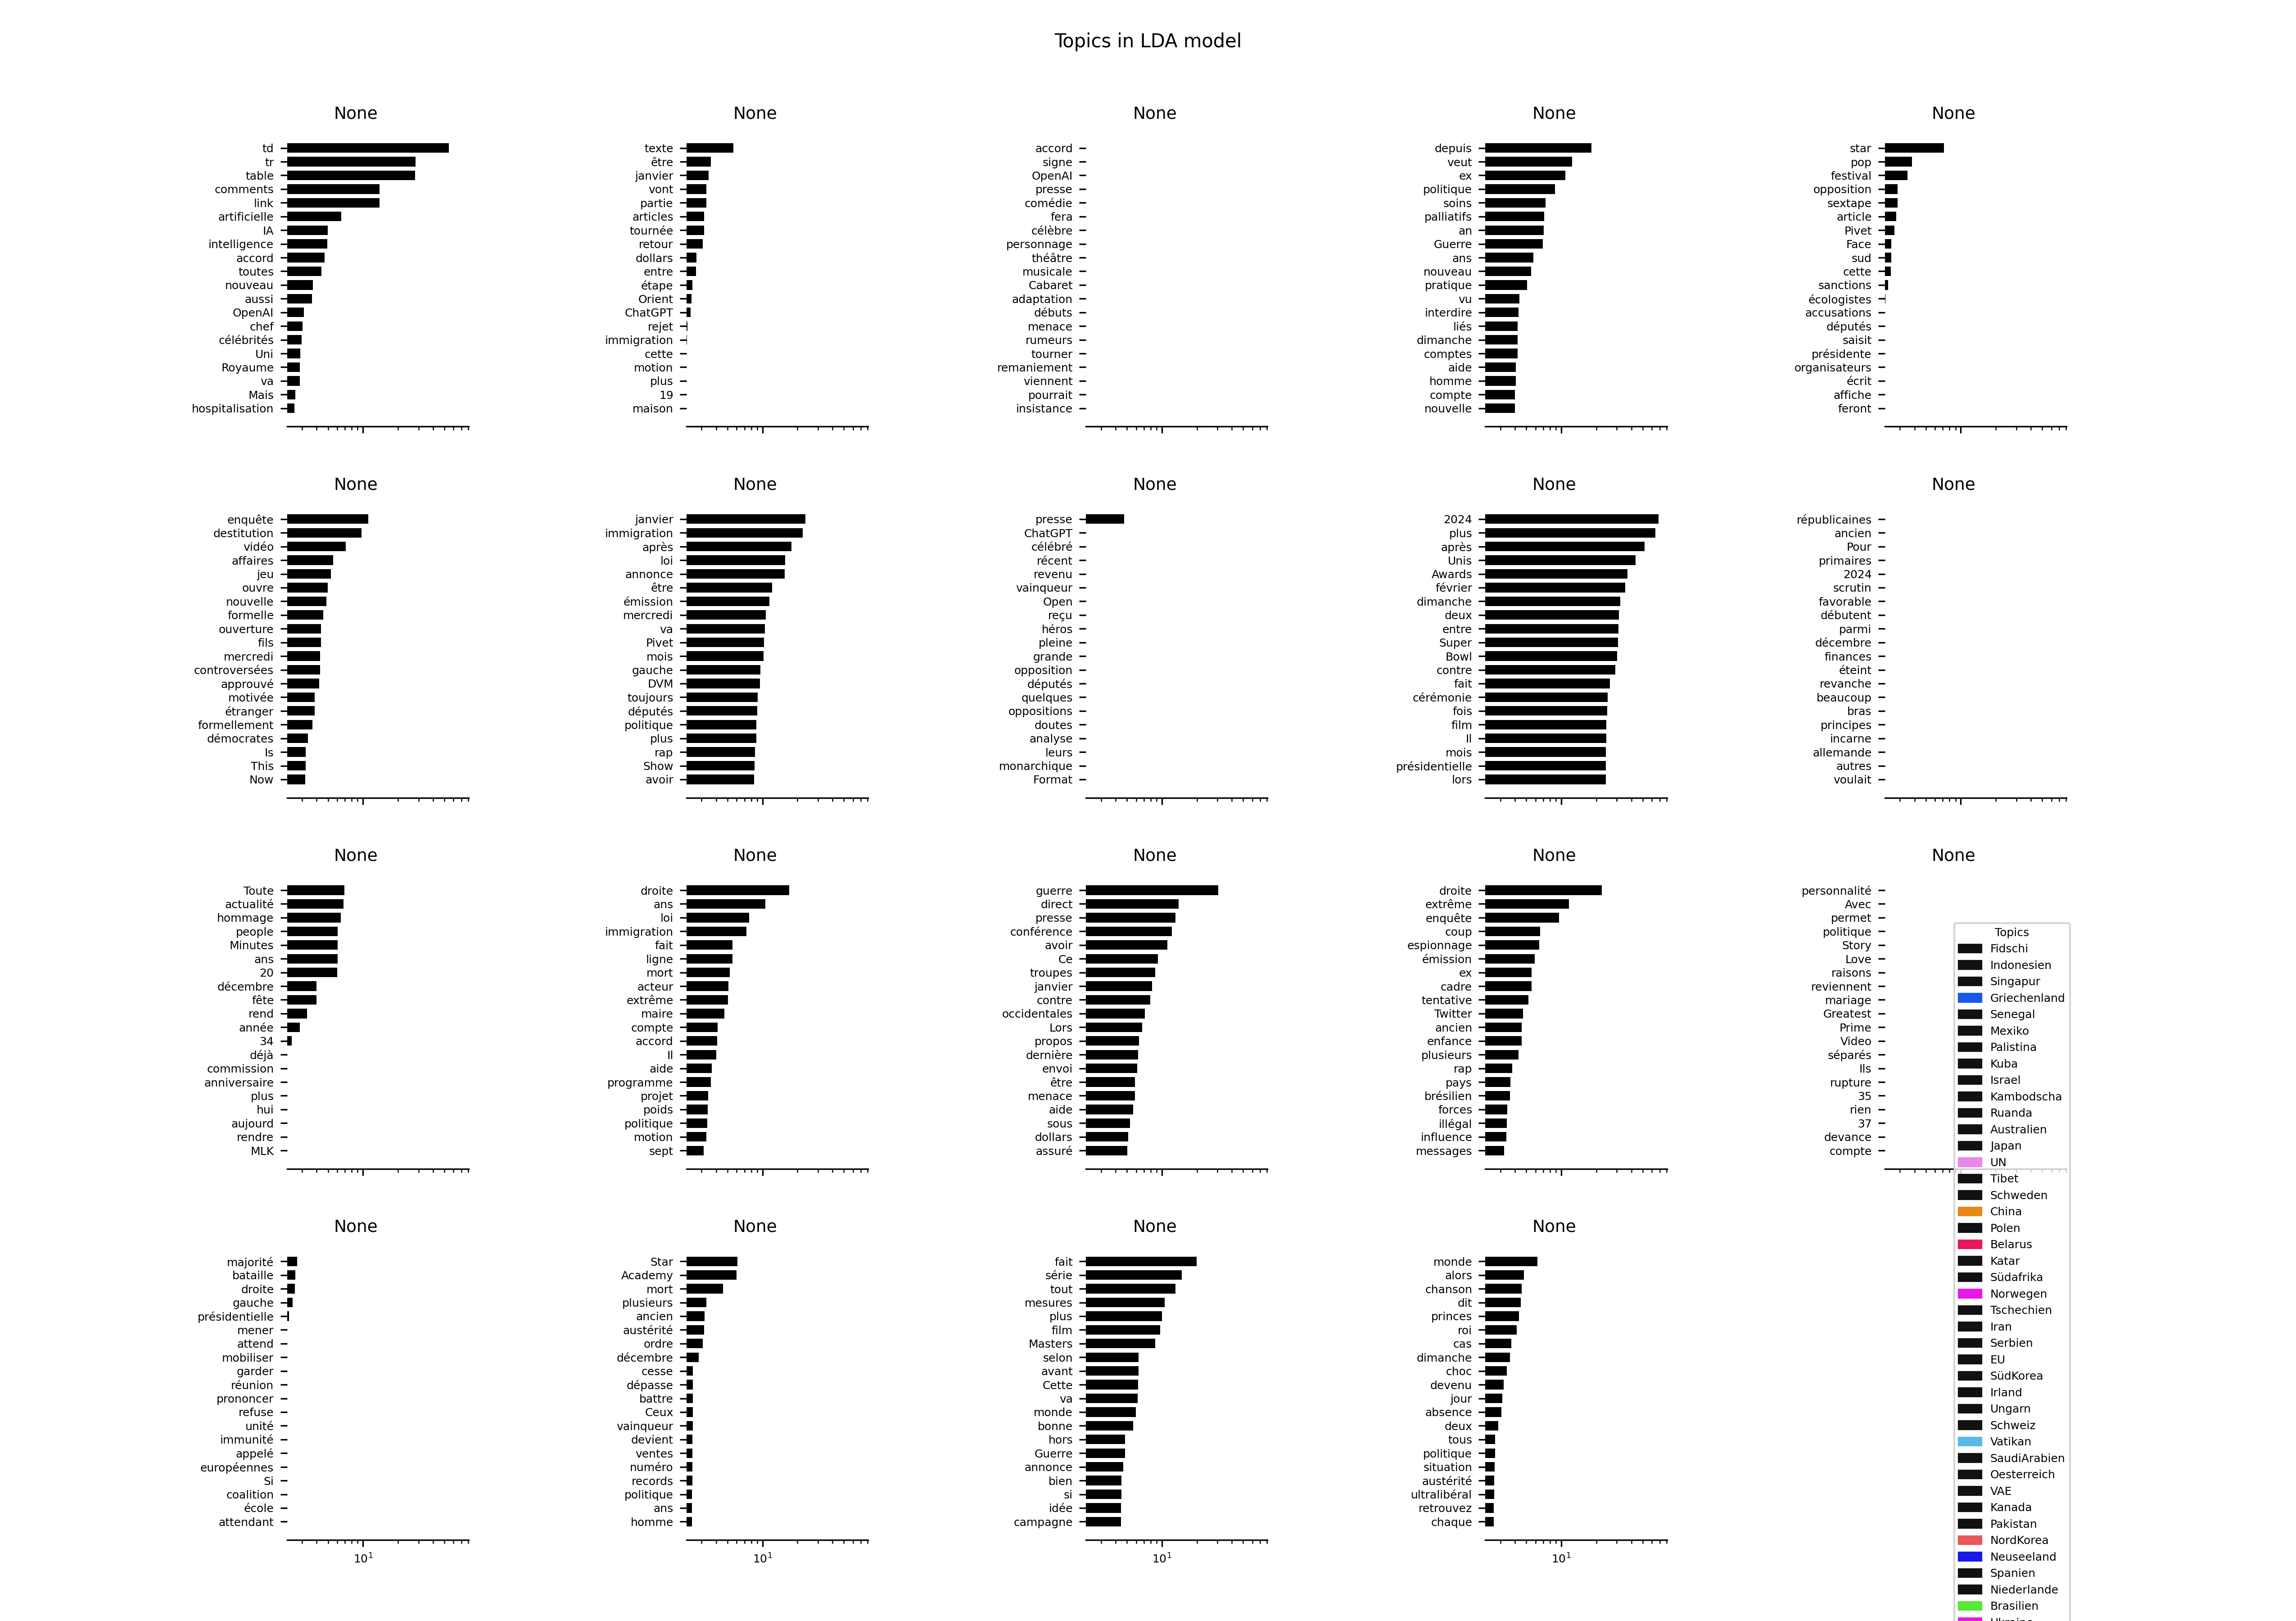 Topics in LDA model
None
td
tr
table
comments
link
artificielle
IA
intelligence
accord
toutes
nouveau
aussi
OpenAI
chef
célébrités
Uni
Royaume
va
Mais
hospitalisation
None
texte
être
janvier
vont
partie
articles
tournée
retour
dollars
entre
étape
Orient
ChatGPT
rejet
immigration
cette
motion
plus
19
maison
None
accord
signe
OpenAI
presse
comédie
fera
célèbre
personnage
théâtre
musicale
Cabaret
adaptation
débuts
menace
rumeurs
tourner
remaniement
viennent
pourrait
insistance
None
depuis
veut
ex
politique
soins
palliatifs
an
Guerre
ans
nouveau
pratique
vu
interdire
liés
dimanche
comptes
aide
homme
compte
nouvelle
None
star
pop
festival
opposition
sextape
article
Pivet
Face
sud
cette
sanctions
écologistes
accusations
députés
saisit
présidente
organisateurs
écrit
affiche
feront
None
enquête
destitution
vidéo
affaires
jeu
ouvre
nouvelle
formelle
ouverture
fils
mercredi
controversées
approuvé
motivée
étranger
formellement
démocrates
Is
This
Now
None
janvier
immigration
après
loi
annonce
être
émission
mercredi
va
Pivet
mois
gauche
DVM
toujours
députés
politique
plus
rap
Show
avoir
None
presse
ChatGPT
célébré
récent
revenu
vainqueur
Open
reçu
héros
pleine
grande
opposition
députés
quelques
oppositions
doutes
analyse
leurs
monarchique
Format
None
2024
plus
après
Unis
Awards
février
dimanche
deux
entre
Super
Bowl
contre
fait
cérémonie
fois
film
Il
mois
présidentielle
lors
None
républicaines
ancien
Pour
primaires
2024
scrutin
favorable
débutent
parmi
décembre
finances
éteint
revanche
beaucoup
bras
principes
incarne
allemande
autres
voulait
None
Toute
actualité
hommage
people
Minutes
ans
20
décembre
fête
rend
année
34
déjà
commission
anniversaire
plus
hui
aujourd
rendre
MLK
None
droite
ans
loi
immigration
fait
ligne
mort
acteur
extrême
maire
compte
accord
Il
aide
programme
projet
poids
politique
motion
sept
None
guerre
direct
presse
conférence
avoir
Ce
troupes
janvier
contre
occidentales
Lors
propos
dernière
envoi
être
menace
aide
sous
dollars
assuré
None
droite
extrême
enquête
coup
espionnage
émission
ex
cadre
tentative
Twitter
ancien
enfance
plusieurs
rap
pays
brésilien
forces
illégal
influence
messages
None
personnalité
Avec
permet
politique
Story
Love
raisons
reviennent
mariage
Greatest
Prime
Video
séparés
Ils
rupture
35
rien
37
devance
compte
None
majorité
bataille
droite
gauche
présidentielle
mener
attend
mobiliser
garder
réunion
prononcer
refuse
unité
immunité
appelé
européennes
Si
coalition
école
attendant
10¹
None
Star
Academy
mort
plusieurs
ancien
austérité
ordre
décembre
cesse
dépasse
battre
Ceux
vainqueur
devient
ventes
numéro
records
politique
ans
homme
10¹
None
fait
série
tout
mesures
plus
film
Masters
selon
avant
Cette
va
monde
bonne
hors
Guerre
annonce
bien
si
idée
campagne
10¹
None
monde
alors
chanson
dit
princes
roi
cas
dimanche
choc
devenu
jour
absence
deux
tous
politique
situation
austérité
ultralibéral
retrouvez
chaque
10¹
Topics
Fidschi
Indonesien
Singapur
Griechenland
Senegal
Mexiko
Palistina
Kuba
Israel
Kambodscha
Ruanda
Australien
Japan
UN
Tibet
Schweden
China
Polen
Belarus
Katar
Südafrika
Norwegen
Tschechien
Iran
Serbien
EU
SüdKorea
Irland
Ungarn
Schweiz
Vatikan
SaudiArabien
Oesterreich
VAE
Kanada
Pakistan
NordKorea
Neuseeland
Spanien
Niederlande
Brasilien